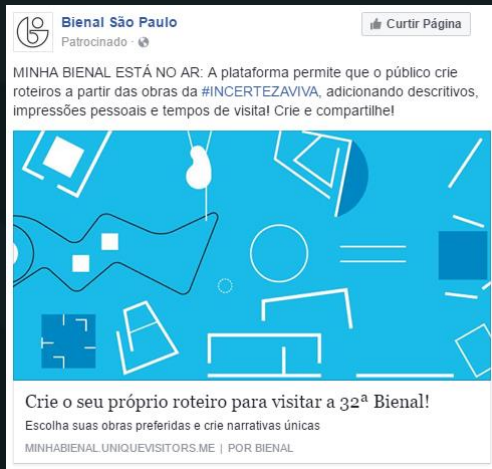 Bienal São Paulo
Curtir Página
Patrocinado ·
MINHA BIENAL ESTÁ NO AR: A plataforma permite que o público crie
roteiros a partir das obras da #INCERTEZAVIVA, adicionando descritivos,
impressões pessoais e tempos de visita! Crie e compartilhe!
Crie o seu próprio roteiro para visitar a 32ª Bienal!
Escolha suas obras preferidas e crie narrativas únicas
MINHABIENAL.UNIQUEVISITORS.ME | POR BIENAL